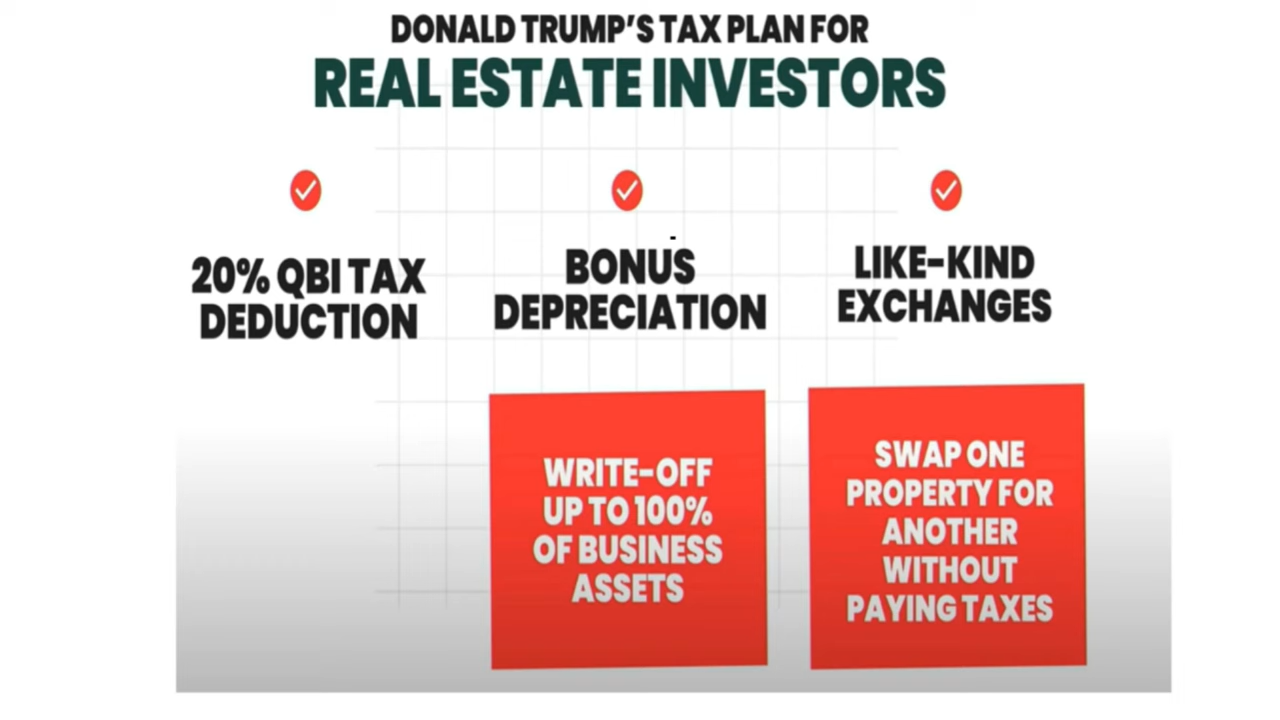 DONALD TRUMP'S TAX PLAN FOR
REAL ESTATE INVESTORS
20% QBI TAX
DEDUCTION
BONUS
DEPRECIATION
LIKE-KIND
EXCHANGES
WRITE-OFF
UP TO 100%
OF BUSINESS
ASSETS
SWAP ONE
PROPERTY FOR
ANOTHER
WITHOUT
PAYING TAXES